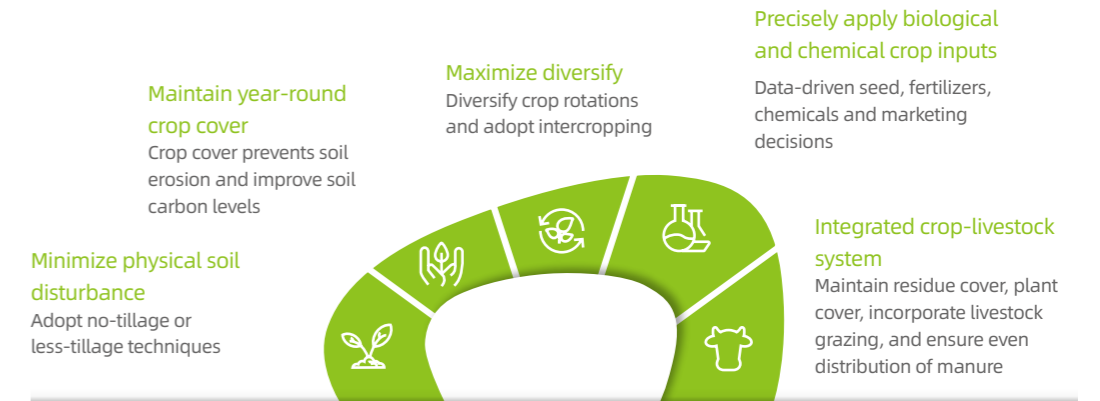 Minimize physical soil
disturbance
Adopt no-tillage or
less-tillage techniques
Maintain year-round
crop cover
Crop cover prevents soil
erosion and improve soil
carbon levels
Maximize diversify
Diversify crop rotations
and adopt intercropping
Precisely apply biological
and chemical crop inputs
Data-driven seed, fertilizers,
chemicals and marketing
decisions
Integrated crop-livestock
system
Maintain residue cover, plant
cover, incorporate livestock
grazing, and ensure even
distribution of manure